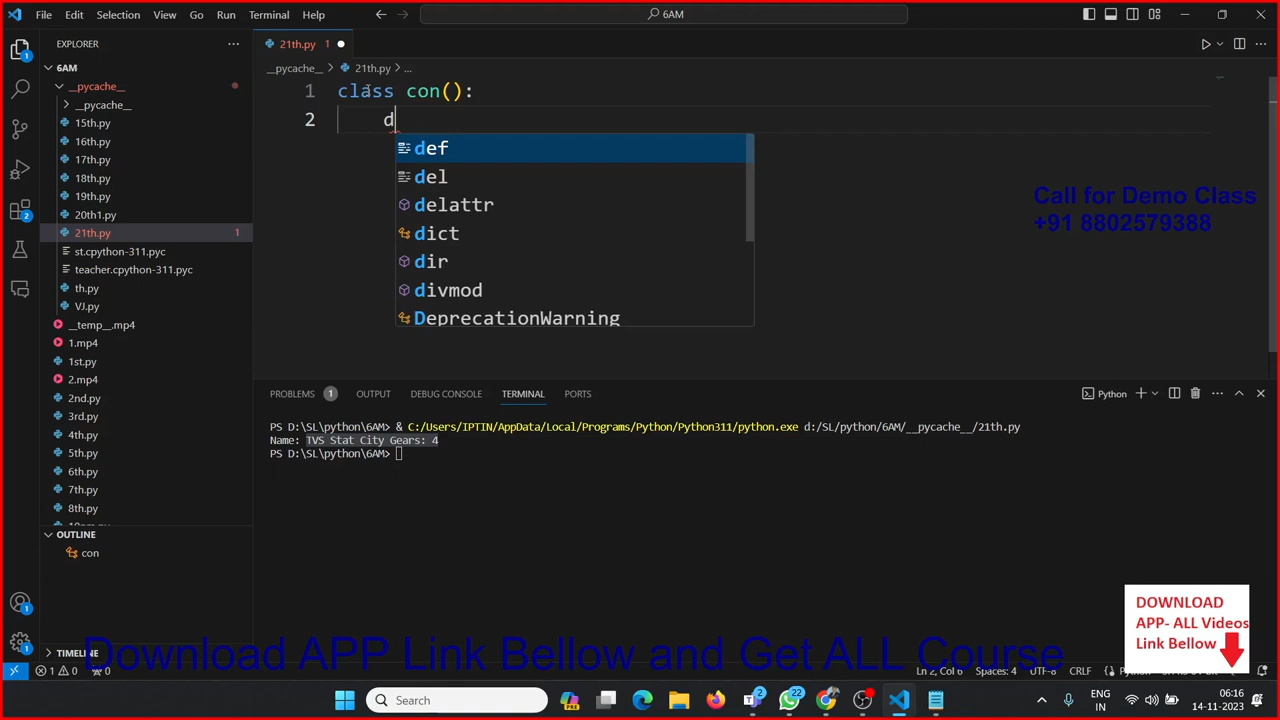 File Edit Selection View Go Run Terminal Help
6AM
EXPLORER
21th.py 1
6AM
__pycache__ > 21th.py > ...
__pycache__
1 class con():
__pycache__
2 d
15th.py
def
16th.py
del
17th.py
delattr
18th.py
dict
19th.py
dir
20th1.py
divmod
21th.py 1
DeprecationWarning
st.cpython-311.pyc
teacher.cpython-311.pyc
th.py
VJ.py
__temp__.mp4
1.mp4
1st.py
2.mp4
2nd.py
3rd.py
4th.py
5th.py
6th.py
7th.py
8th.py
Call for Demo Class
+91 8802579388
PROBLEMS 1 OUTPUT DEBUG CONSOLE TERMINAL PORTS
Python
PS D:\SL\python\6AM> & C:/Users/IPTIN/AppData/Local/Programs/Python/Python311/python.exe d:/SL/python/6AM/__pycache__/21th.py
Name: TVS Stat City Gears: 4
PS D:\SL\python\6AM>
OUTLINE
con
TIMELINE
DOWNLOAD
APP- ALL Videos
Link Bellow
Download APP Link Bellow and Get ALL Course
1 0 0
Ln 2, Col 6 Spaces: 4 UTF-8 CRLF
Search
2 22
ENG
IN
06:16
14-11-2023